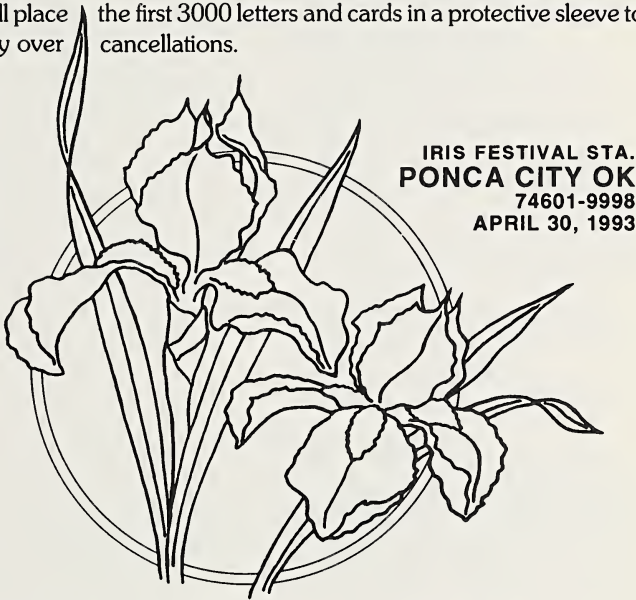 ll place the first 3000 letters and cards in a protective sleeve to
y over cancellations.
IRIS FESTIVAL STA.
PONCA CITY OK
74601-9998
APRIL 30, 1993